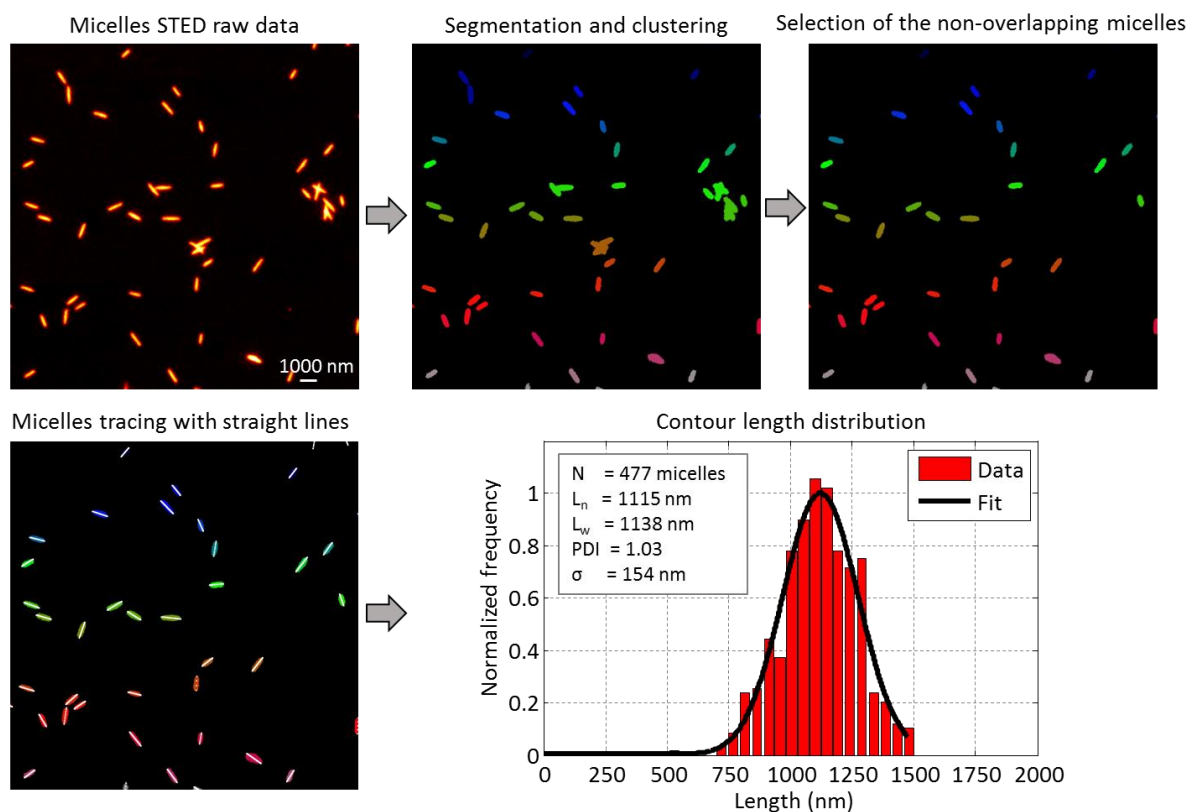 Micelles STED raw data
Segmentation and clustering
Selection of the non-overlapping micelles
1000 nm
Micelles tracing with straight lines
Contour length distribution
N = 477 micelles
Lₙ = 1115 nm
L_w = 1138 nm
PDI = 1.03
σ = 154 nm
Data
Fit
Normalized frequency
1
0.8
0.6
0.4
0.2
0
0 250 500 750 1000 1250 1500 1750 2000
Length (nm)